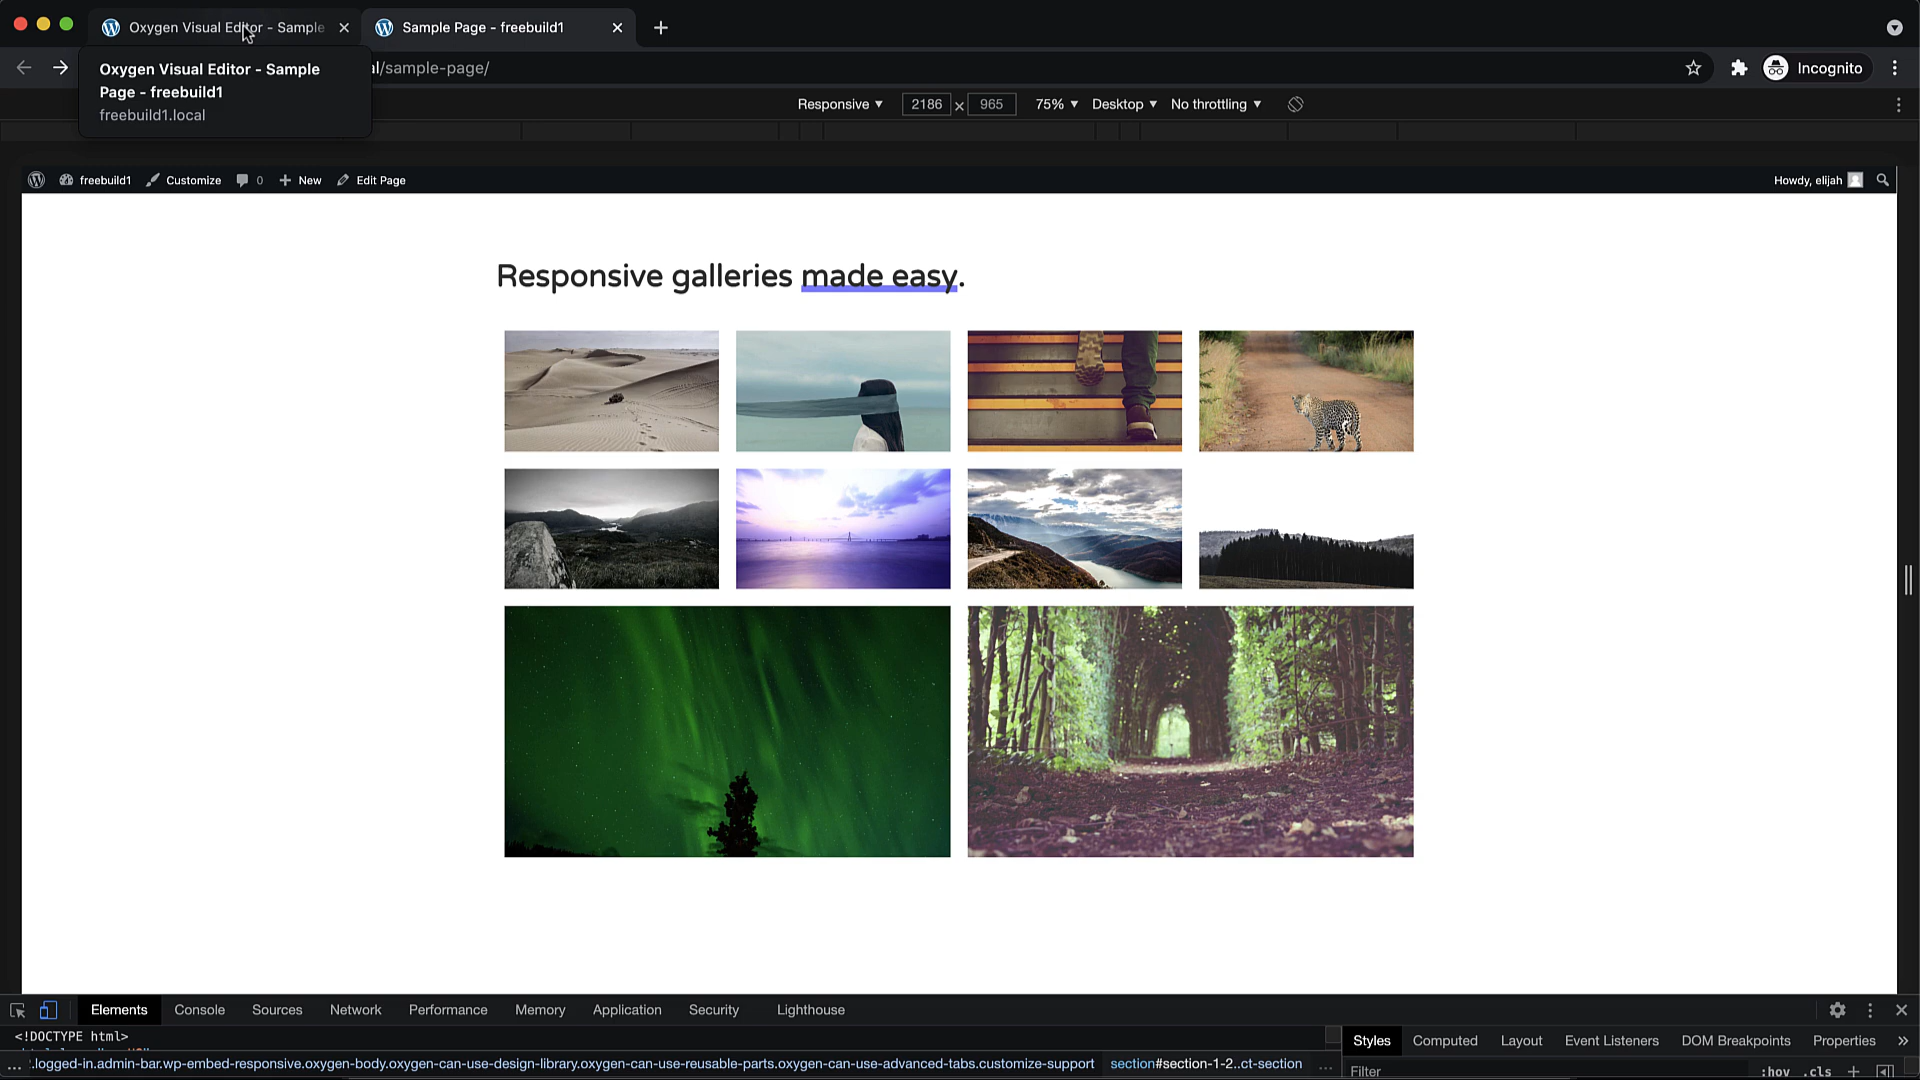 Oxygen Visual Editor - Sample
Sample Page - freebuild1
Oxygen Visual Editor - Sample
Page - freebuild1
freebuild1.local
al/sample-page/
Incognito
Responsive ▼ 2186 × 965 75% ▼ Desktop ▼ No throttling ▼
freebuild1 Customize 0 New Edit Page
Howdy, elijah
Responsive galleries made easy.
Elements Console Sources Network Performance Memory Application Security Lighthouse
<!DOCTYPE html>
Styles Computed Layout Event Listeners DOM Breakpoints Properties »
... .logged-in.admin-bar.wp-embed-responsive.oxygen-body.oxygen-can-use-design-library.oxygen-can-use-reusable-parts.oxygen-can-use-advanced-tabs.customize-support section#section-1-2..ct-section ...
Filter :hov .cls +